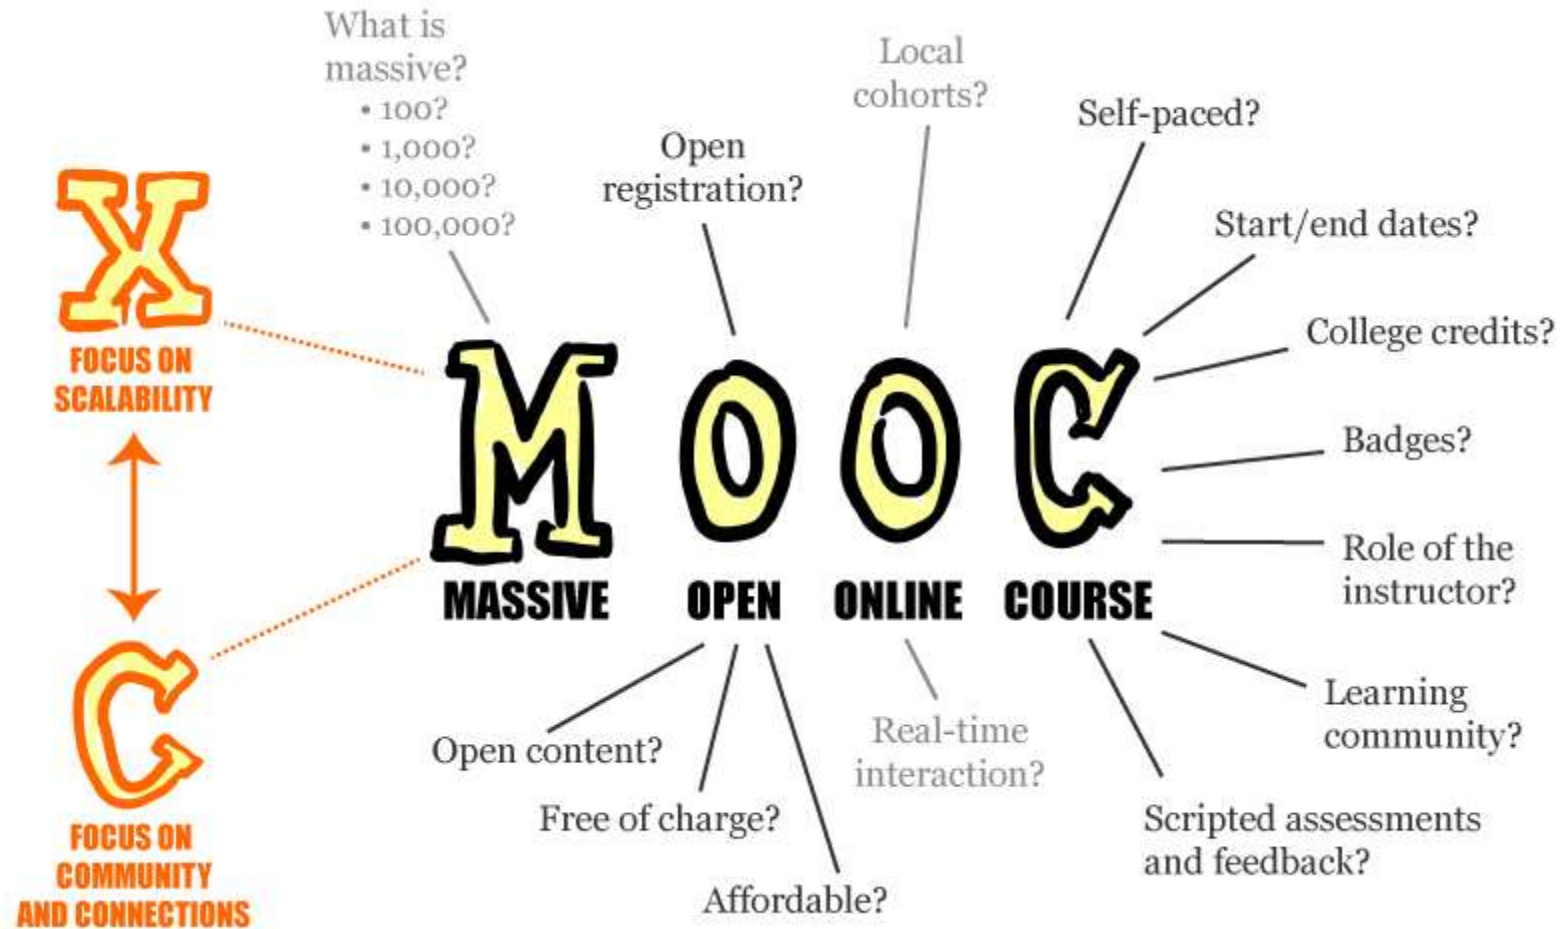 What is
massive?
• 100?
• 1,000?
• 10,000?
• 100,000?
Open
registration?
Local
cohorts?
Self-paced?
Start/end dates?
College credits?
Badges?
Role of the
instructor?
Learning
community?
Scripted assessments
and feedback?
X
FOCUS ON
SCALABILITY
C
FOCUS ON
COMMUNITY
AND CONNECTIONS
MOOC
MASSIVE OPEN ONLINE COURSE
Open content?
Free of charge?
Affordable?
Real-time
interaction?